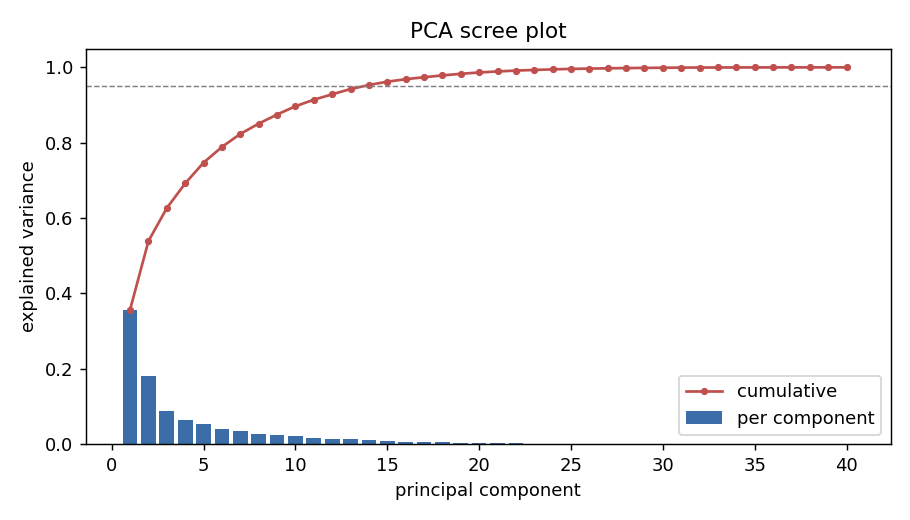 PCA scree plot
explained variance
1.0
0.8
0.6
0.4
0.2
0.0
cumulative
per component
0 5 10 15 20 25 30 35 40
principal component